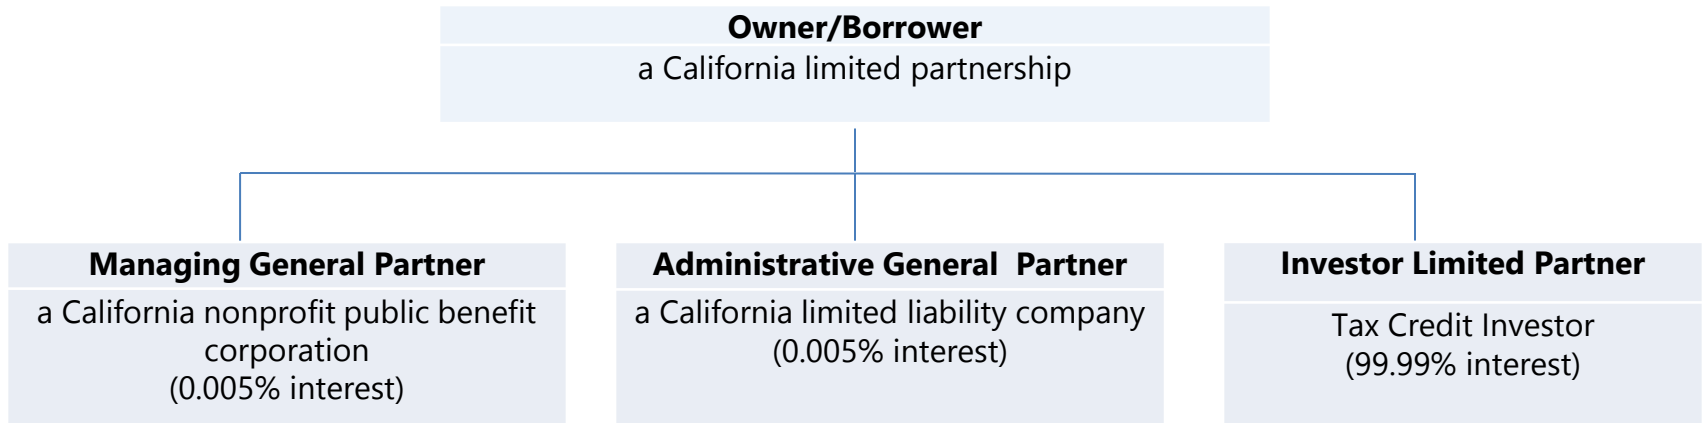 Owner/Borrower
a California limited partnership
Managing General Partner
a California nonprofit public benefit
corporation
(0.005% interest)
Administrative General  Partner
a California limited liability company
(0.005% interest)
Investor Limited Partner
Tax Credit Investor
(99.99% interest)